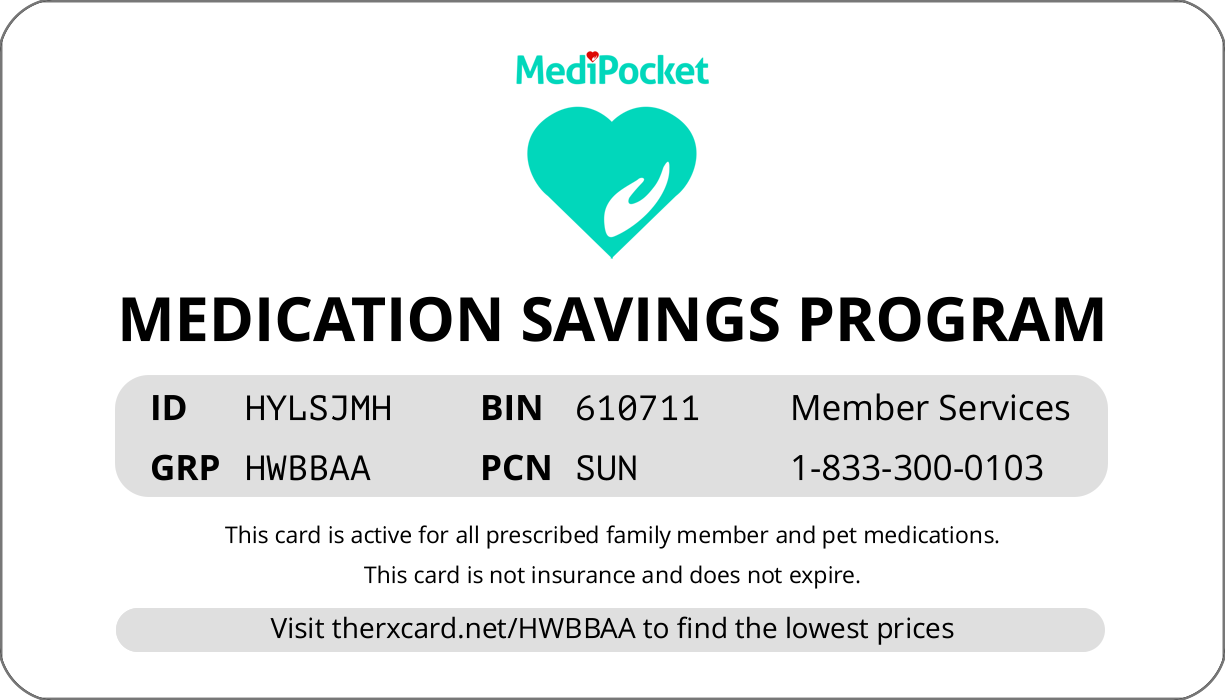 MediPocket
MEDICATION SAVINGS PROGRAM
ID HYLSJMH BIN 610711 Member Services
GRP HWBBAA PCN SUN 1-833-300-0103
This card is active for all prescribed family member and pet medications.
This card is not insurance and does not expire.
Visit therxcard.net/HWBBAA to find the lowest prices